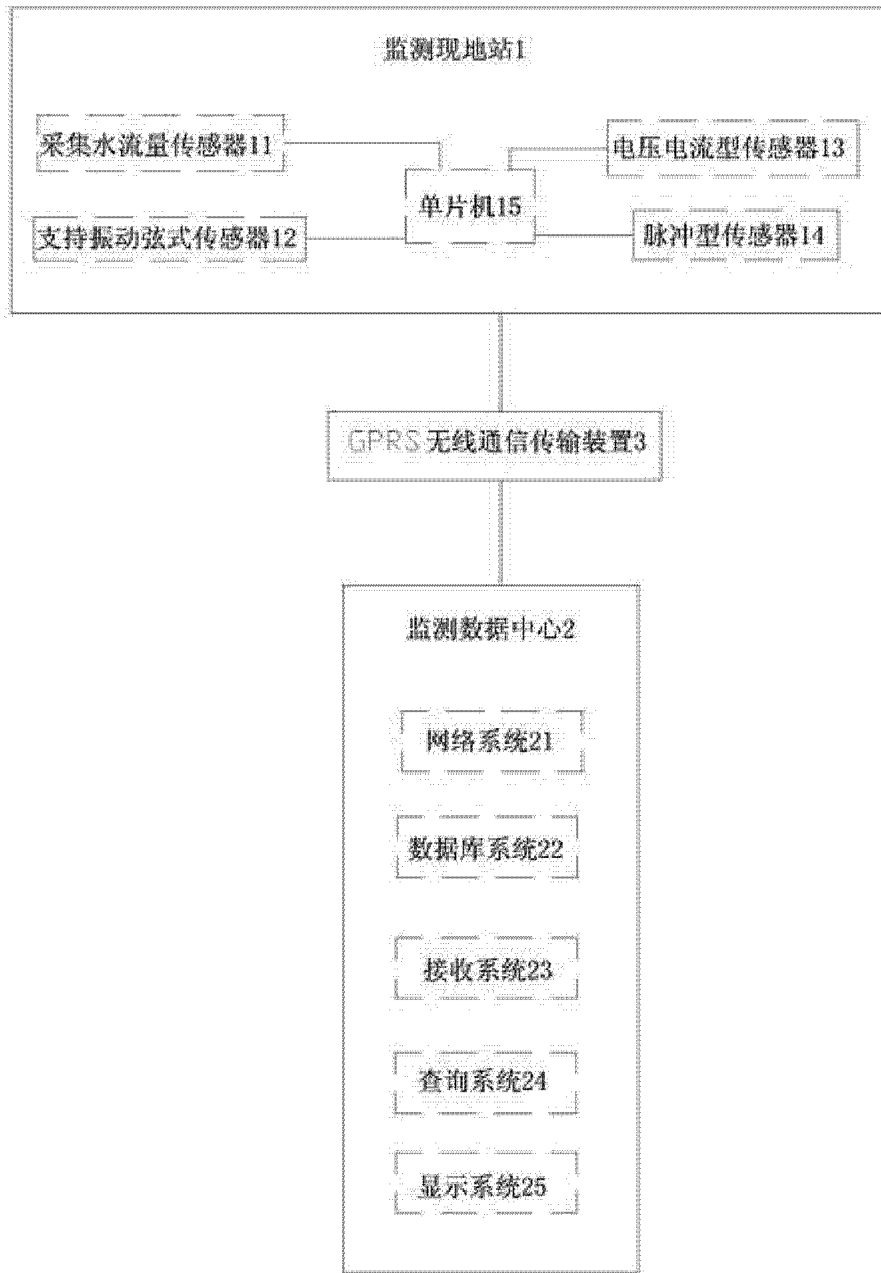 监测现地站1
采集水流量传感器11
电压电流型传感器13
单片机15
支持振动弦式传感器12
脉冲型传感器14
GPRS无线通信传输装置3
监测数据中心2
网络系统21
数据库系统22
接收系统23
查询系统24
显示系统25